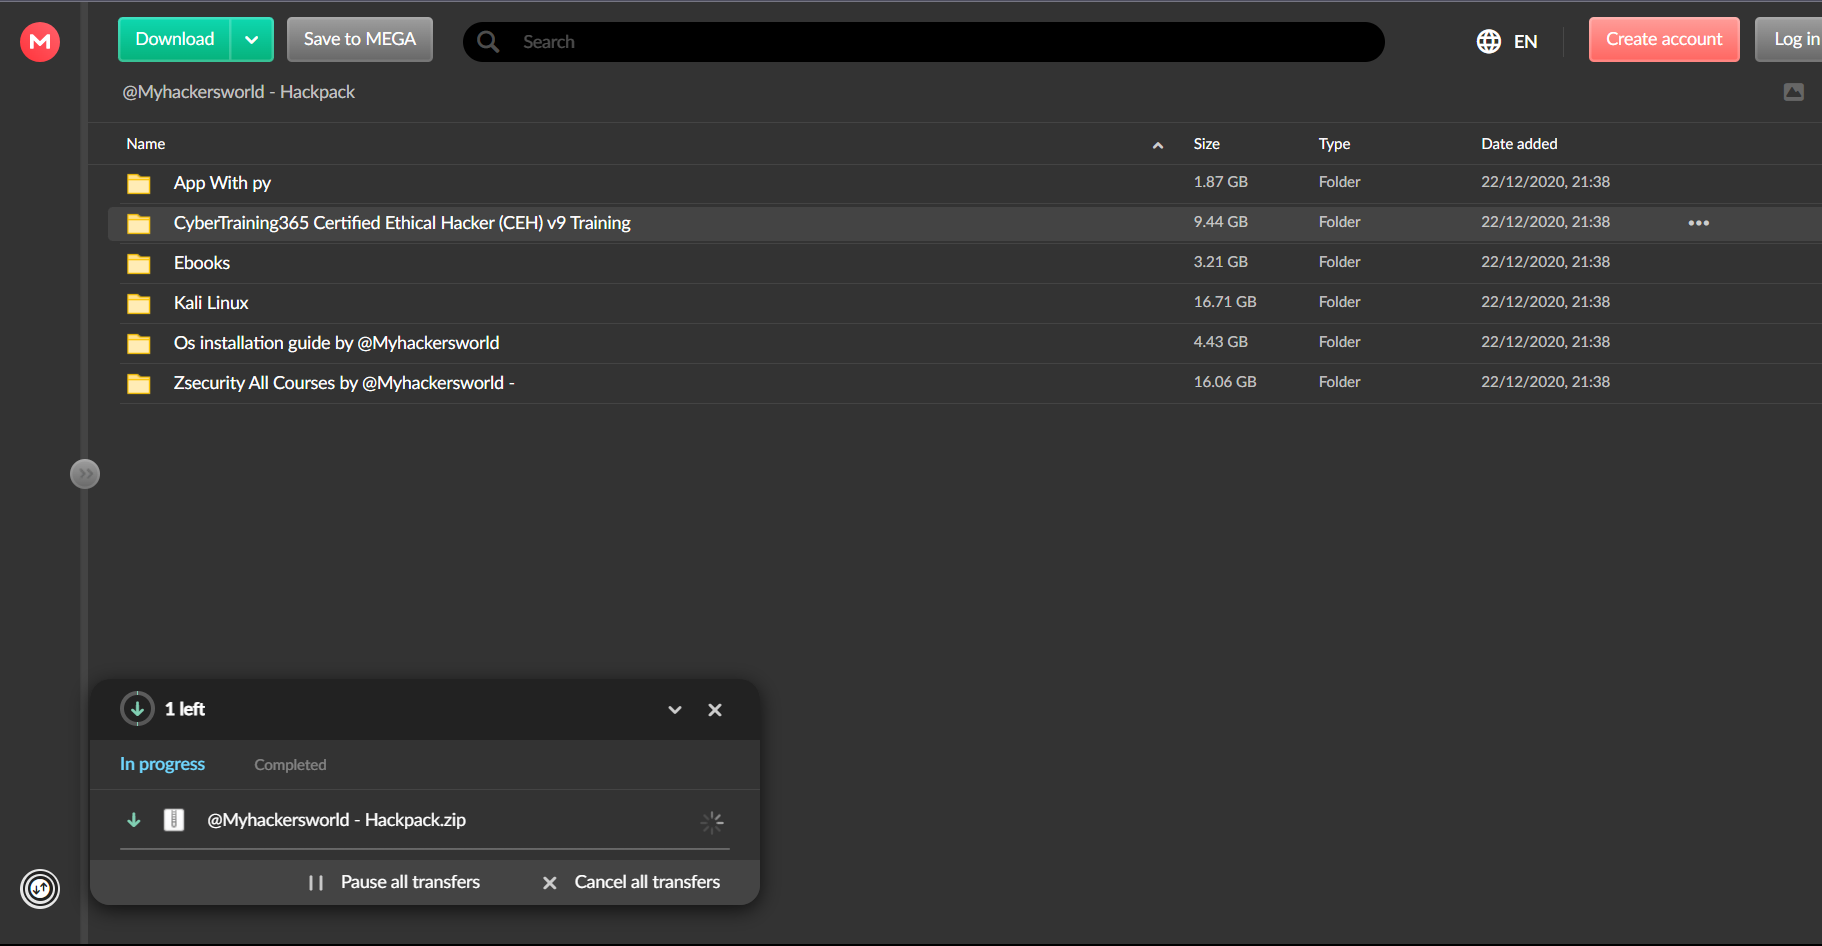 M Download Save to MEGA Search EN Create account Log in
@Myhackersworld - Hackpack
Name Size Type Date added
App With py 1.87 GB Folder 22/12/2020, 21:38
CyberTraining365 Certified Ethical Hacker (CEH) v9 Training 9.44 GB Folder 22/12/2020, 21:38
Ebooks 3.21 GB Folder 22/12/2020, 21:38
Kali Linux 16.71 GB Folder 22/12/2020, 21:38
Os installation guide by @Myhackersworld 4.43 GB Folder 22/12/2020, 21:38
Zsecurity All Courses by @Myhackersworld - 16.06 GB Folder 22/12/2020, 21:38
1 left
In progress Completed
@Myhackersworld - Hackpack.zip
Pause all transfers Cancel all transfers